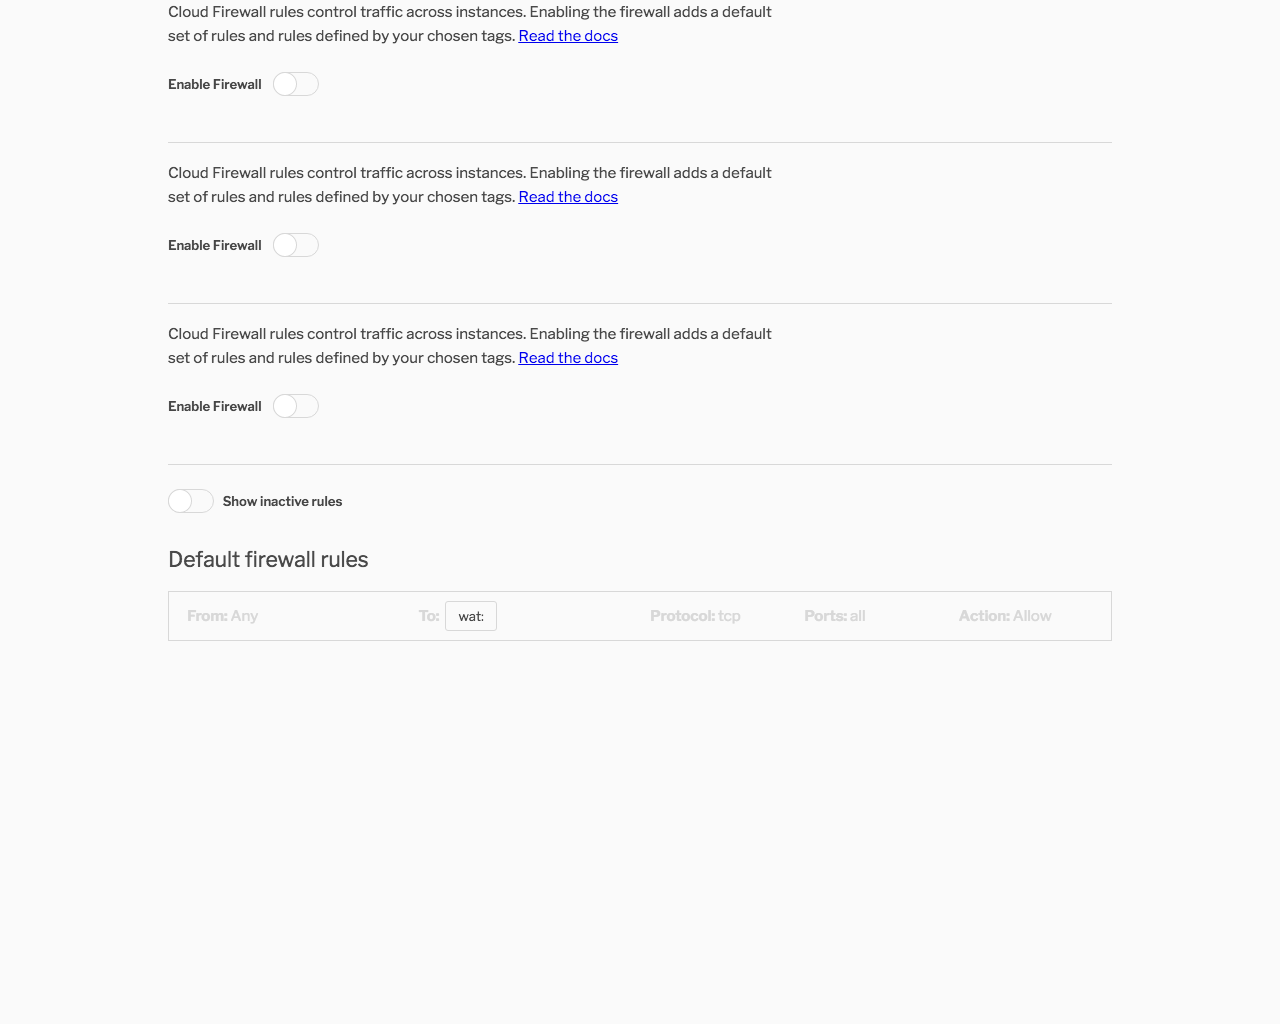 Cloud Firewall rules control traffic across instances. Enabling the firewall adds a default
set of rules and rules defined by your chosen tags. Read the docs
Enable Firewall
Cloud Firewall rules control traffic across instances. Enabling the firewall adds a default
set of rules and rules defined by your chosen tags. Read the docs
Enable Firewall
Cloud Firewall rules control traffic across instances. Enabling the firewall adds a default
set of rules and rules defined by your chosen tags. Read the docs
Enable Firewall
Show inactive rules
Default firewall rules
From: Any To: wat: Protocol: tcp Ports: all Action: Allow